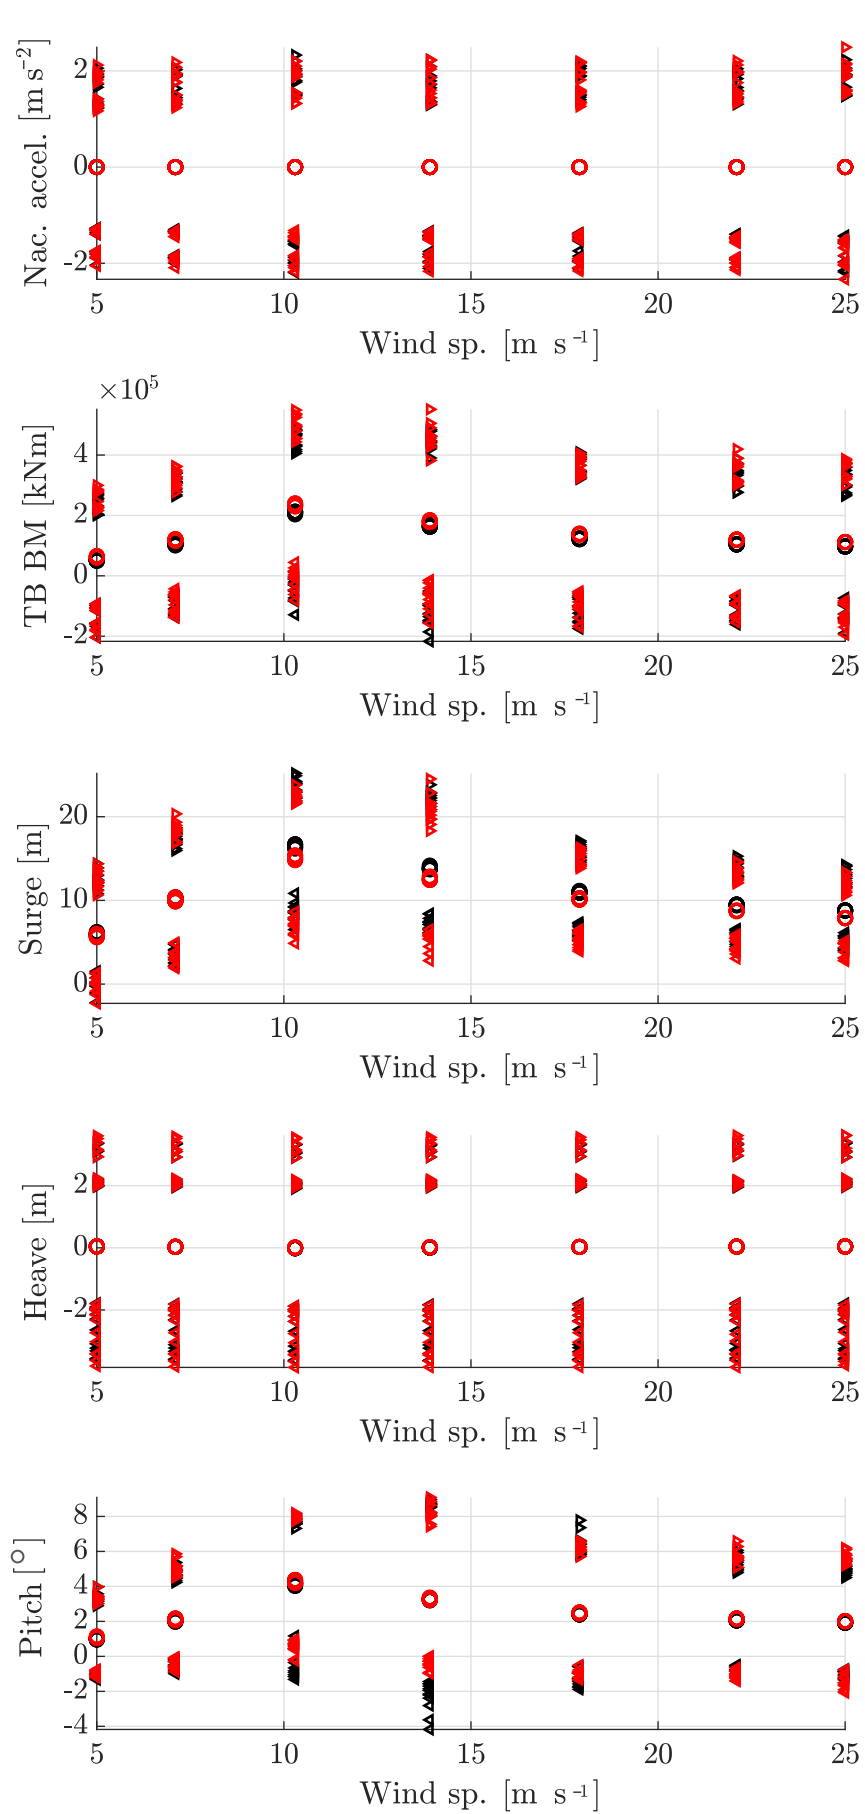 Nac. accel. [m s⁻²]
2
0
-2
5 10 15 20 25
Wind sp. [m s⁻¹]
×10⁵
TB BM [kNm]
4
2
0
-2
5 10 15 20 25
Wind sp. [m s⁻¹]
Surge [m]
20
10
0
5 10 15 20 25
Wind sp. [m s⁻¹]
Heave [m]
2
0
-2
5 10 15 20 25
Wind sp. [m s⁻¹]
Pitch [°]
8
6
4
2
0
-2
-4
5 10 15 20 25
Wind sp. [m s⁻¹]